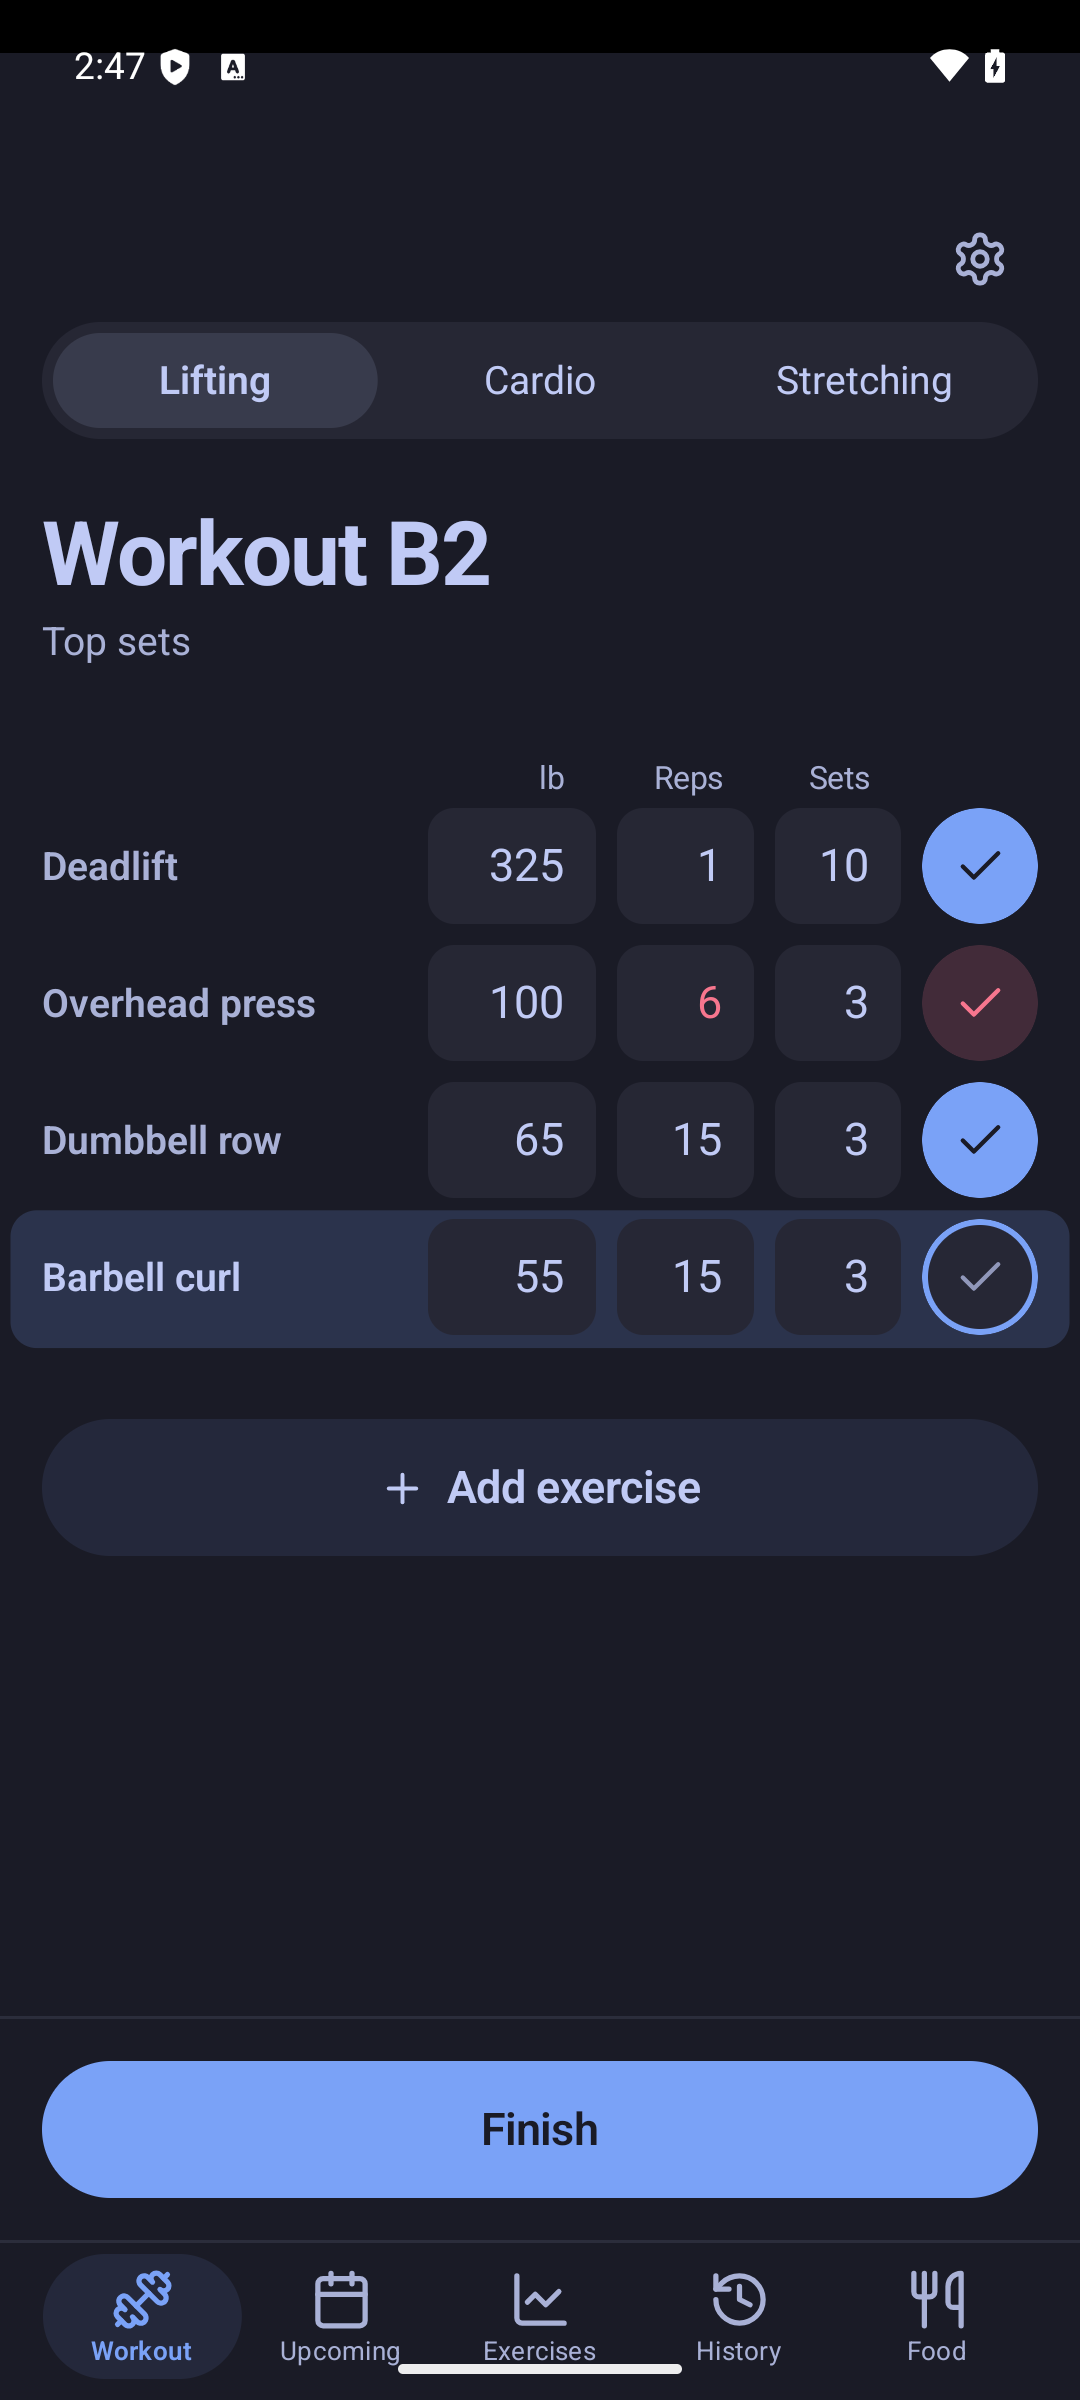 2:47
Lifting Cardio Stretching
Workout B2
Top sets
lb Reps Sets
Deadlift 325 1 10
Overhead press 100 6 3
Dumbbell row 65 15 3
Barbell curl 55 15 3
Add exercise
Finish
Workout Upcoming Exercises History Food